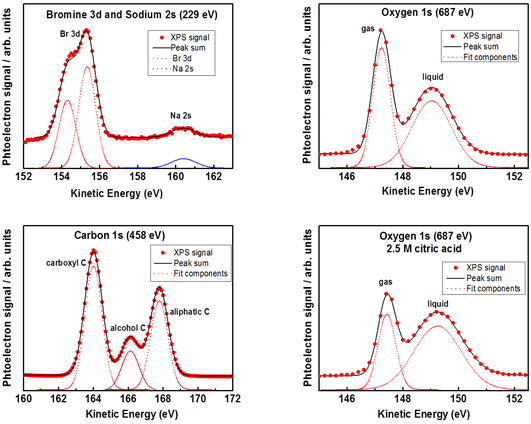 Bromine 3d and Sodium 2s (229 eV)
Phtoelectron signal / arb. units
Br 3d
XPS signal
Peak sum
Br 3d
Na 2s
Na 2s
152 154 156 158 160 162
Kinetic Energy (eV)
Oxygen 1s (687 eV)
Phtoelectron signal / arb. units
gas
liquid
XPS signal
Peak sum
Fit components
146 148 150 152
Kinetic Energy (eV)
Carbon 1s (458 eV)
Phtoelectron signal / arb. units
carboxyl C
alcohol C
aliphatic C
XPS signal
Peak sum
Fit components
160 162 164 166 168 170 172
Kinetic Energy (eV)
Oxygen 1s (687 eV)
2.5 M citric acid
Phtoelectron signal / arb. units
gas
liquid
XPS signal
Peak sum
Fit components
146 148 150 152
Kinetic Energy (eV)